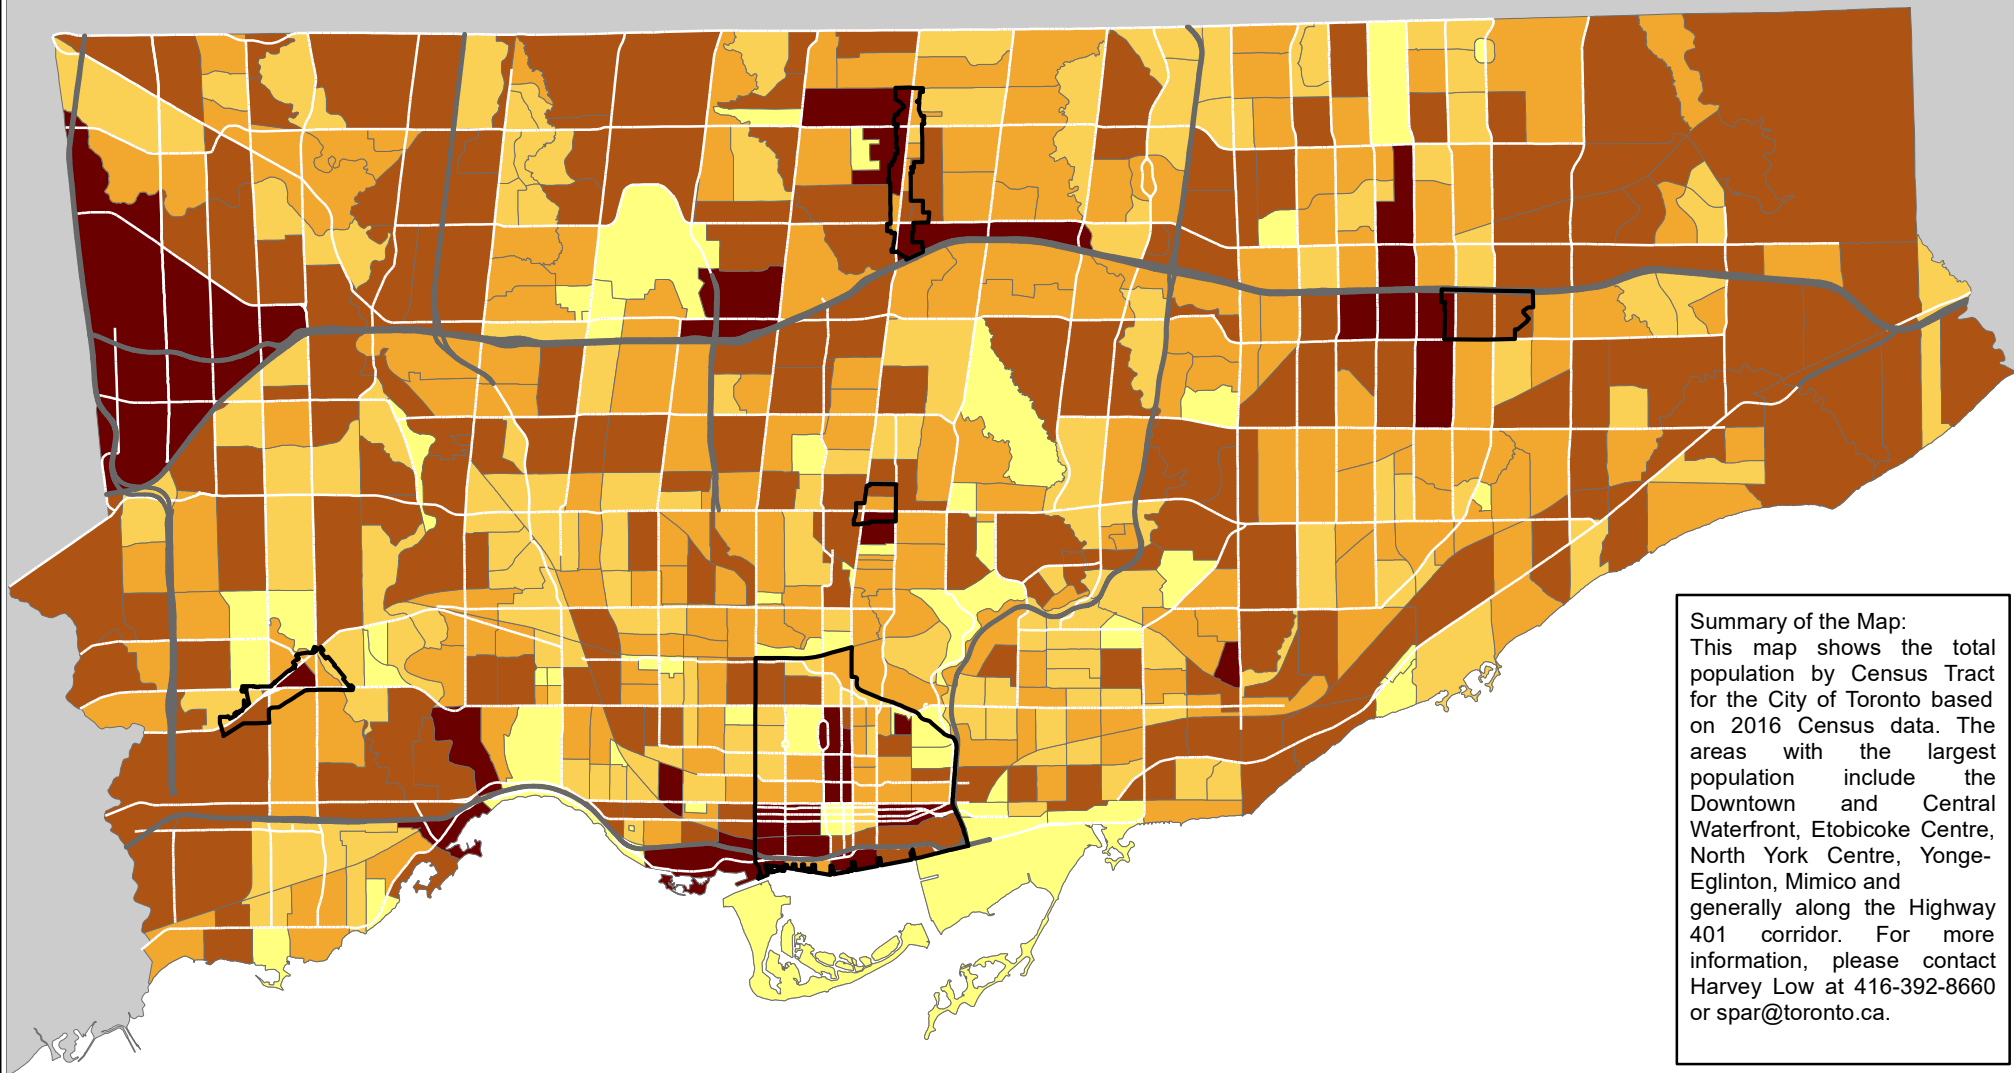 Summary of the Map:
This map shows the total
population by Census Tract
for the City of Toronto based
on 2016 Census data. The
areas with the largest
population include the
Downtown and Central
Waterfront, Etobicoke Centre,
North York Centre, Yonge-
Eglinton, Mimico and
generally along the Highway
401 corridor. For more
information, please contact
Harvey Low at 416-392-8660
or spar@toronto.ca.